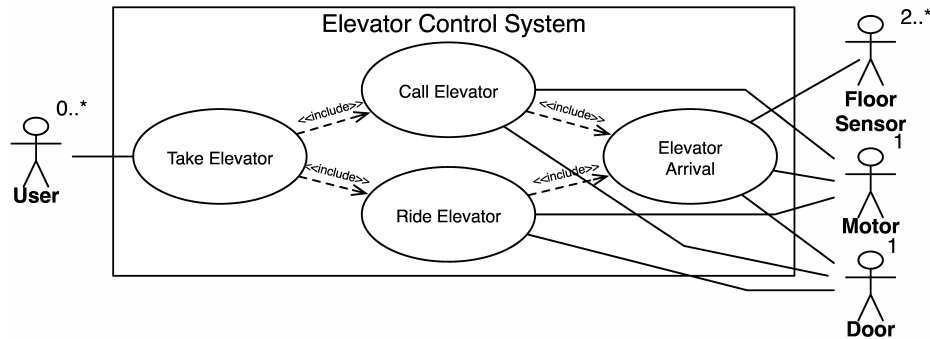 Elevator Control System
2..*
Call Elevator
<<include>>
<<include>>
Floor
Sensor
0..*
Take Elevator
Elevator
Arrival
1
User
<<include>>
<<include>>
Ride Elevator
Motor
1
Door